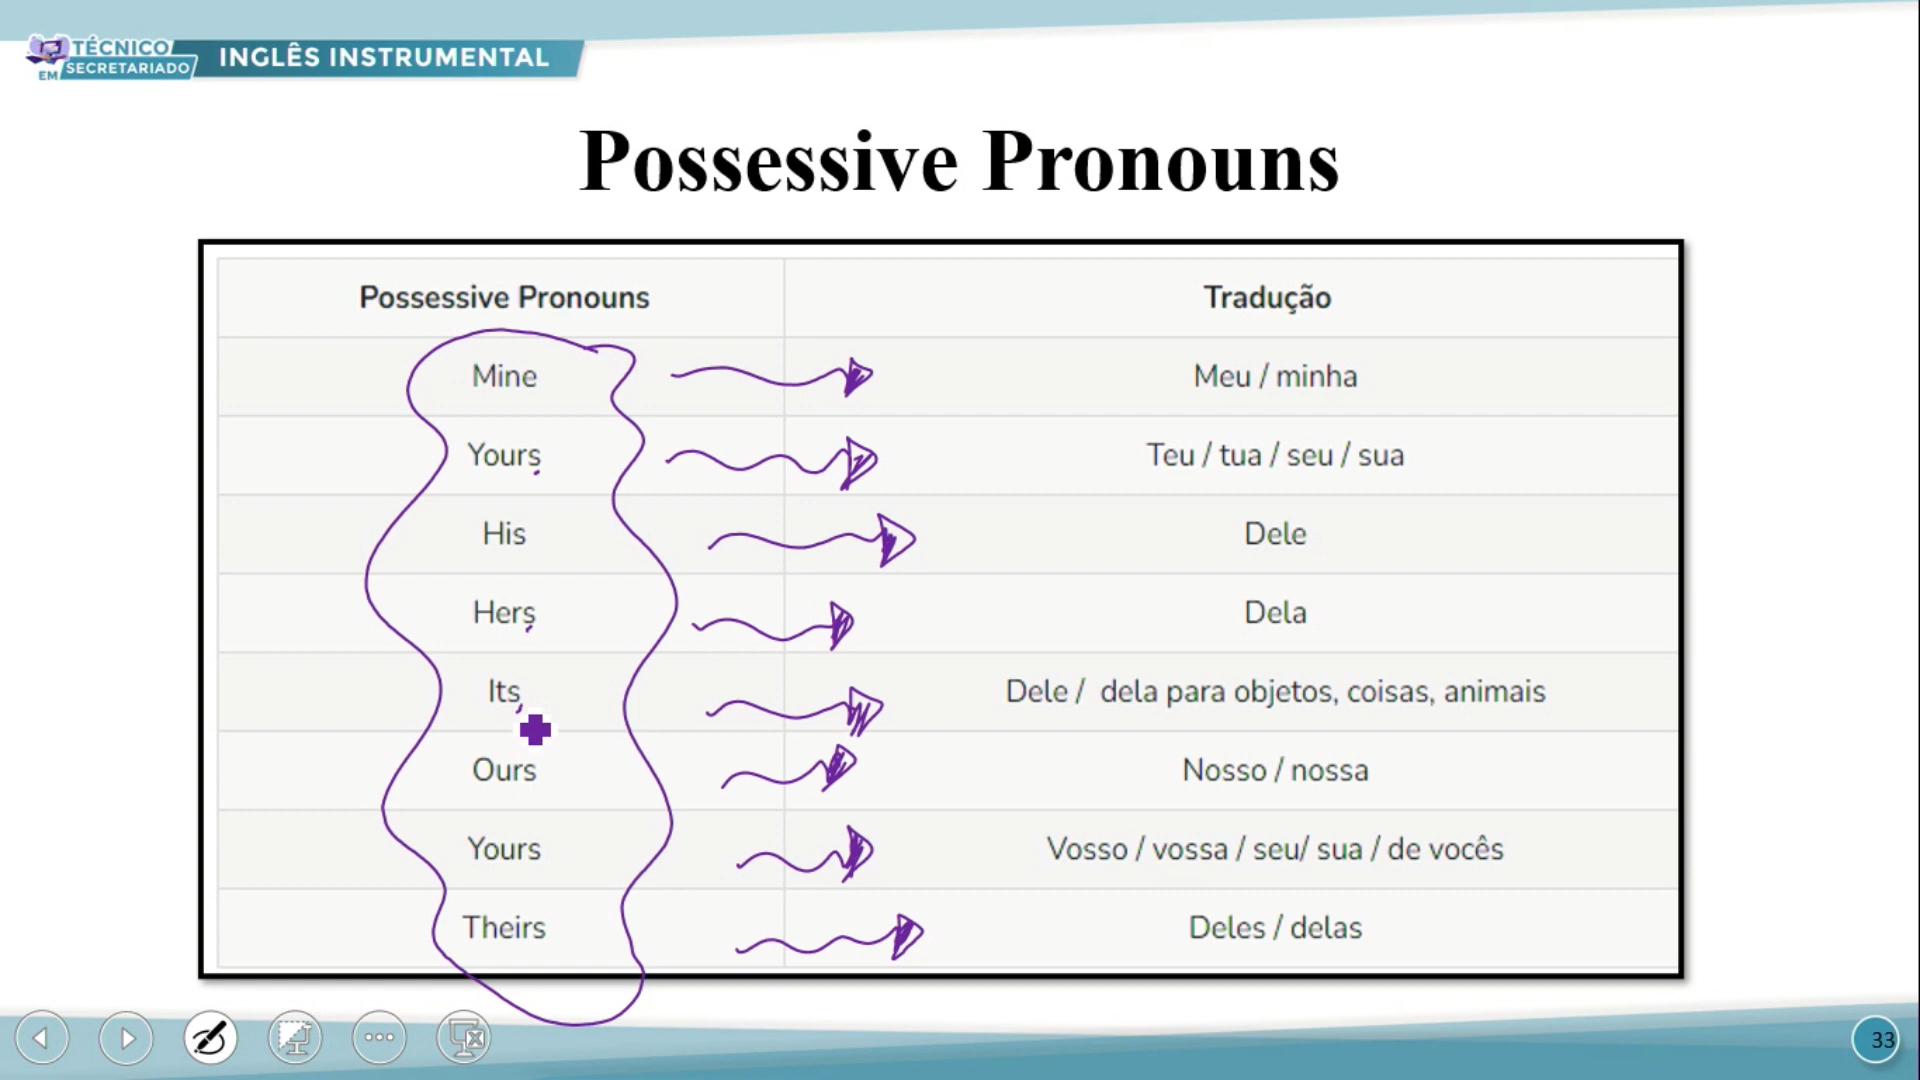 TÉCNICO
EM SECRETARIADO
INGLÊS INSTRUMENTAL
Possessive Pronouns
Possessive Pronouns Tradução
Mine Meu / minha
Yours Teu / tua / seu / sua
His Dele
Hers Dela
Its Dele / dela para objetos, coisas, animais
Ours Nosso / nossa
Yours Vosso / vossa / seu/ sua / de vocês
Theirs Deles / delas
33